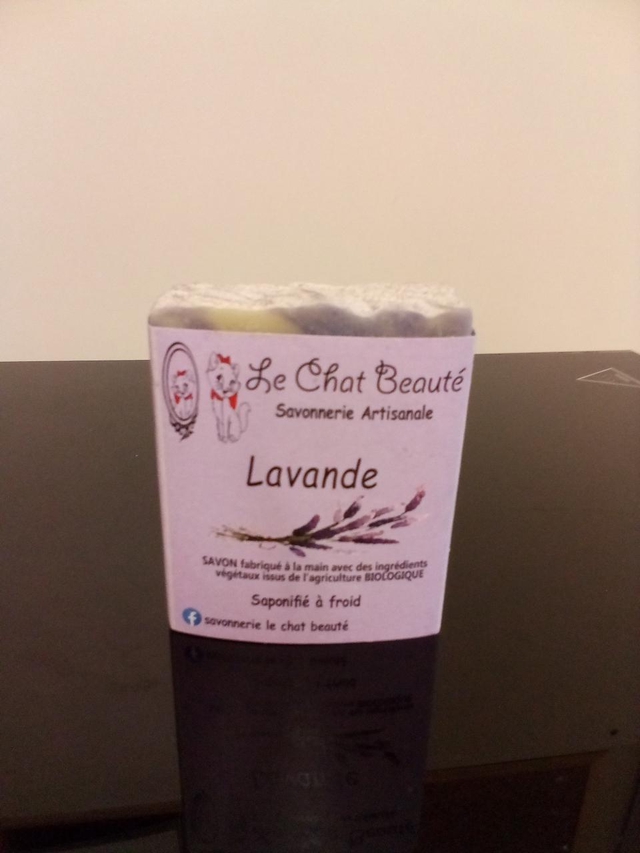 Le Chat Beauté
Savonnerie Artisanale
Lavande
SAVON fabriqué à la main avec des ingrédients
végétaux issus de l'agriculture BIOLOGIQUE
Saponifié à froid
savonnerie le chat beauté